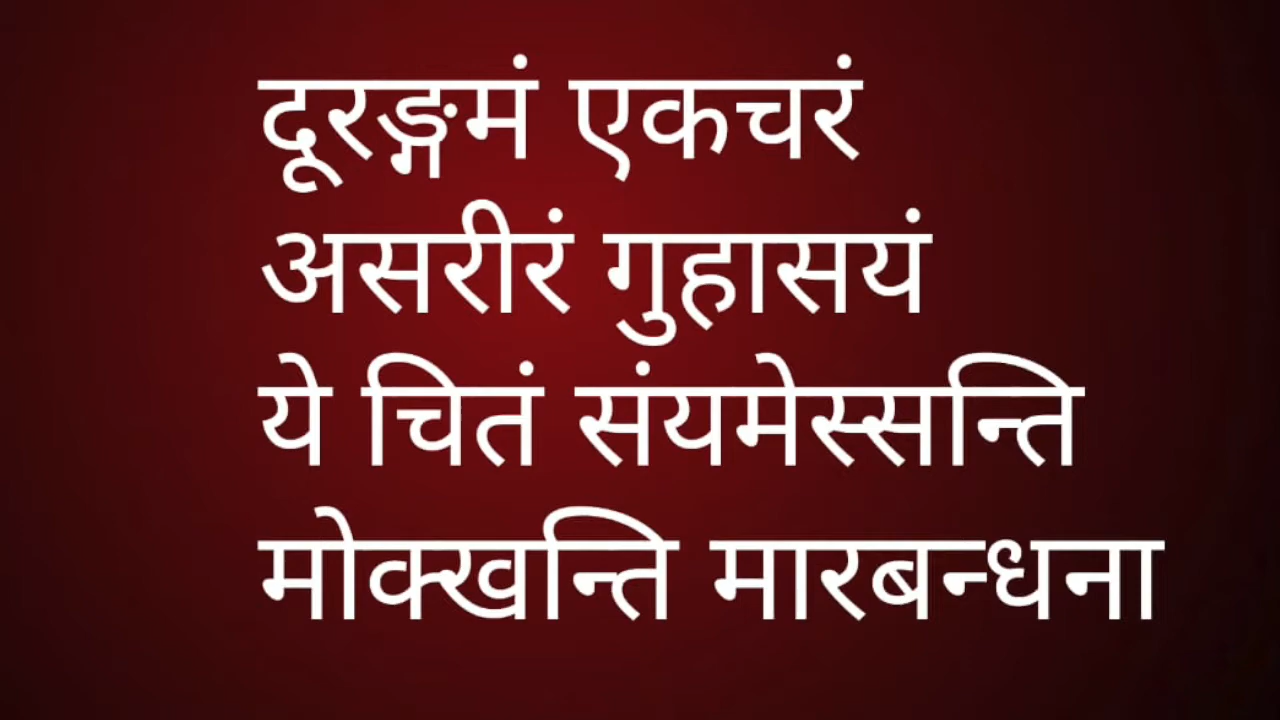 दूरङ्गमं एकचरं
असरीरं गुहासयं
ये चितं संयमेस्सन्ति
मोक्खन्ति मारबन्धना